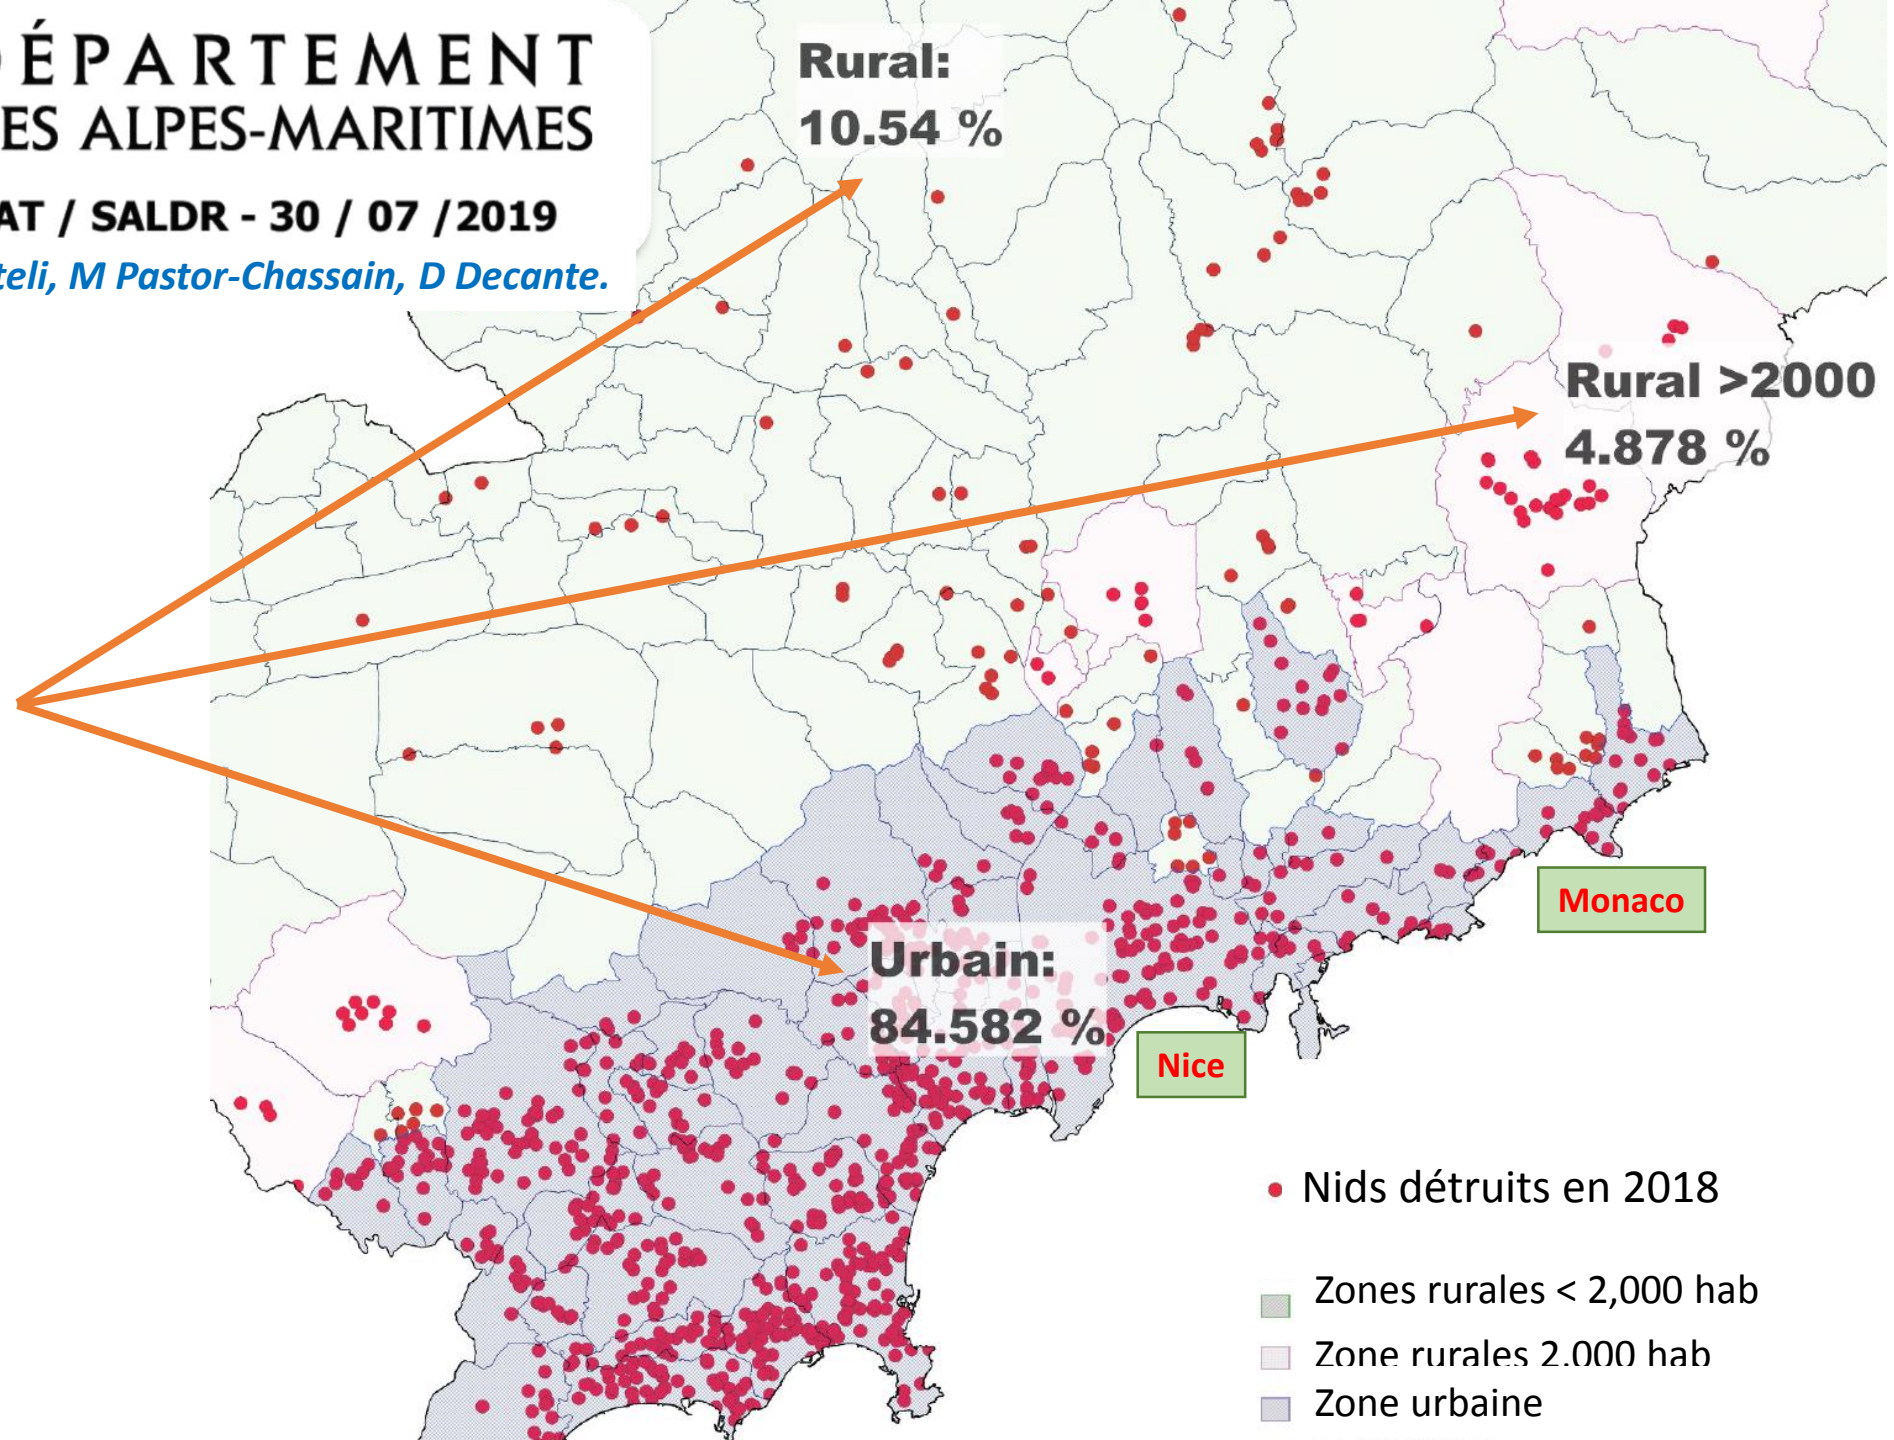 DÉPARTEMENT
ES ALPES-MARITIMES
AT / SALDR - 30 / 07 /2019
teli, M Pastor-Chassain, D Decante.
Rural:
10.54 %
Rural >2000
4.878 %
Urbain:
84.582 %
Monaco
Nice
Nids détruits en 2018
Zones rurales < 2,000 hab
Zone rurales 2.000 hab
Zone urbaine